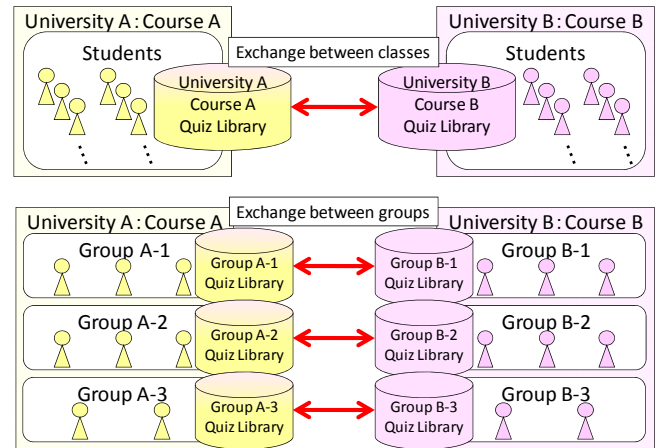 University A : Course A
University B : Course B
Students
Exchange between classes
Students
University A
Course A
Quiz Library
University B
Course B
Quiz Library
University A : Course A
Exchange between groups
University B : Course B
Group A-1
Group A-1
Quiz Library
Group B-1
Quiz Library
Group B-1
Group A-2
Group A-2
Quiz Library
Group B-2
Quiz Library
Group B-2
Group A-3
Group A-3
Quiz Library
Group B-3
Quiz Library
Group B-3